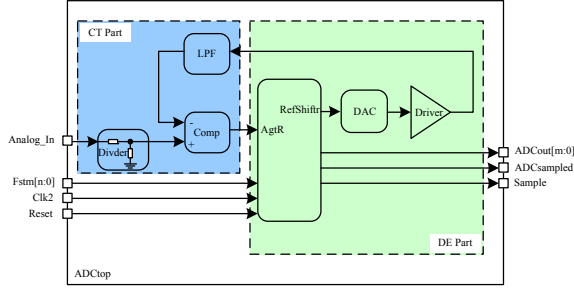 CT Part
LPF
RefShiftr
DAC
Driver
-
Comp
+
AgtR
Analog_In
Divder
ADCout[m:0]
ADCsampled
Sample
Fstm[n:0]
Clk2
Reset
DE Part
ADCtop